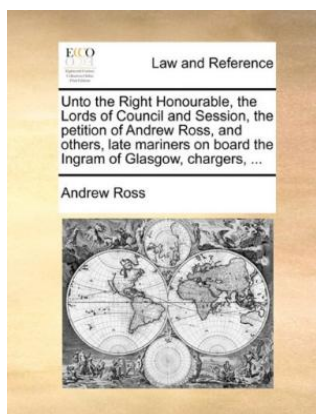 ECCO
Law and Reference
Unto the Right Honourable, the
Lords of Council and Session, the
petition of Andrew Ross, and
others, late mariners on board the
Ingram of Glasgow, chargers, ...
Andrew Ross